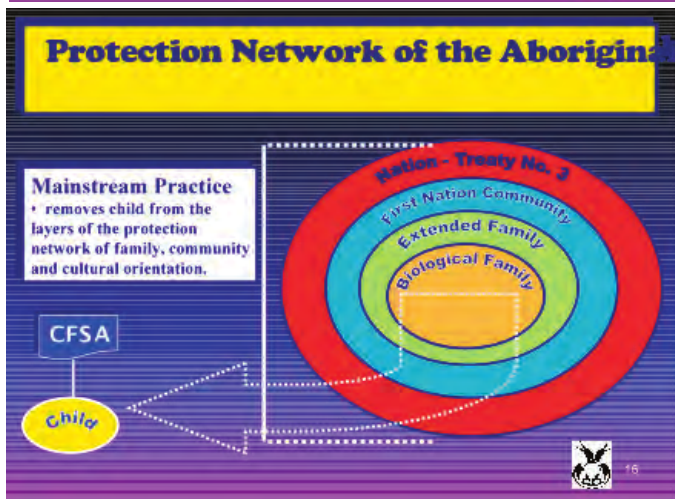 Protection Network of the Aboriginal
Mainstream Practice
• removes child from the
layers of the protection
network of family, community
and cultural orientation.
Nation - Treaty No. 3
First Nation Community
Extended Family
Biological Family
CFSA
Child
16